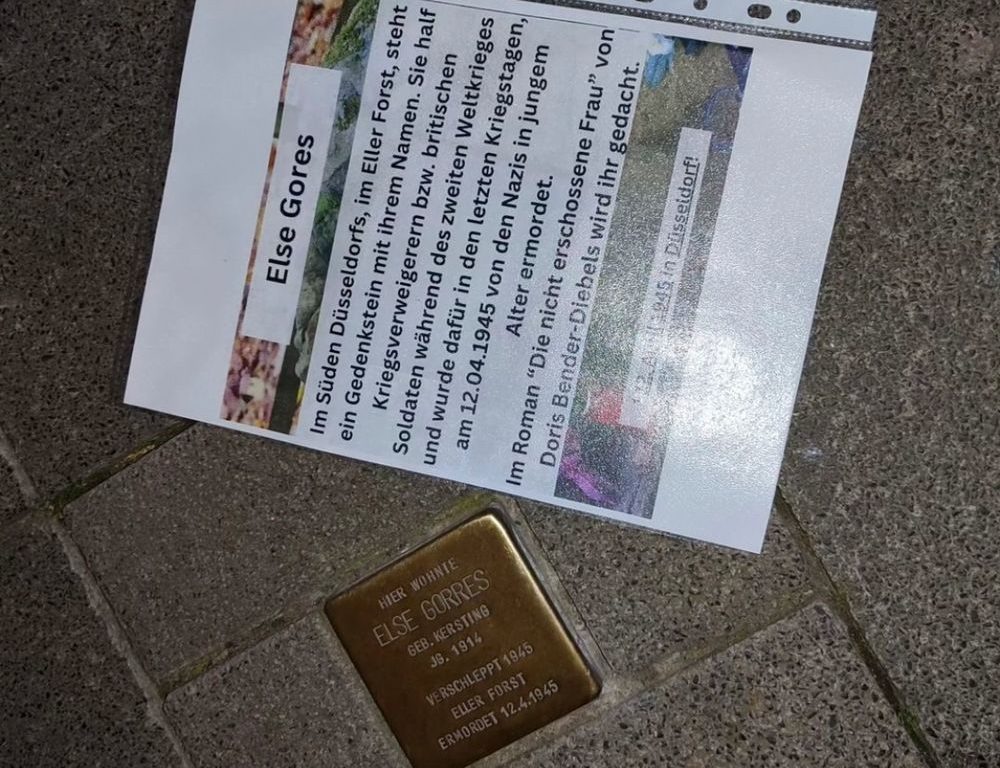 Else Gores
Im Süden Düsseldorfs, im Eller Forst, steht
ein Gedenkstein mit ihrem Namen. Sie half
Kriegsverweigerern bzw. britischen
Soldaten während des zweiten Weltkrieges
und wurde dafür in den letzten Kriegstagen,
am 12.04.1945 von den Nazis in jungem
Alter ermordet.
Im Roman “Die nicht erschossene Frau” von
Doris Bender-Diebels wird ihr gedacht.
12. April 1945 in Düsseldorf!
HIER WOHNTE
ELSE GORRES
GEB. KERSTING
JG. 1914
VERSCHLEPPT 1945
ELLER FORST
ERMORDET 12.4.1945